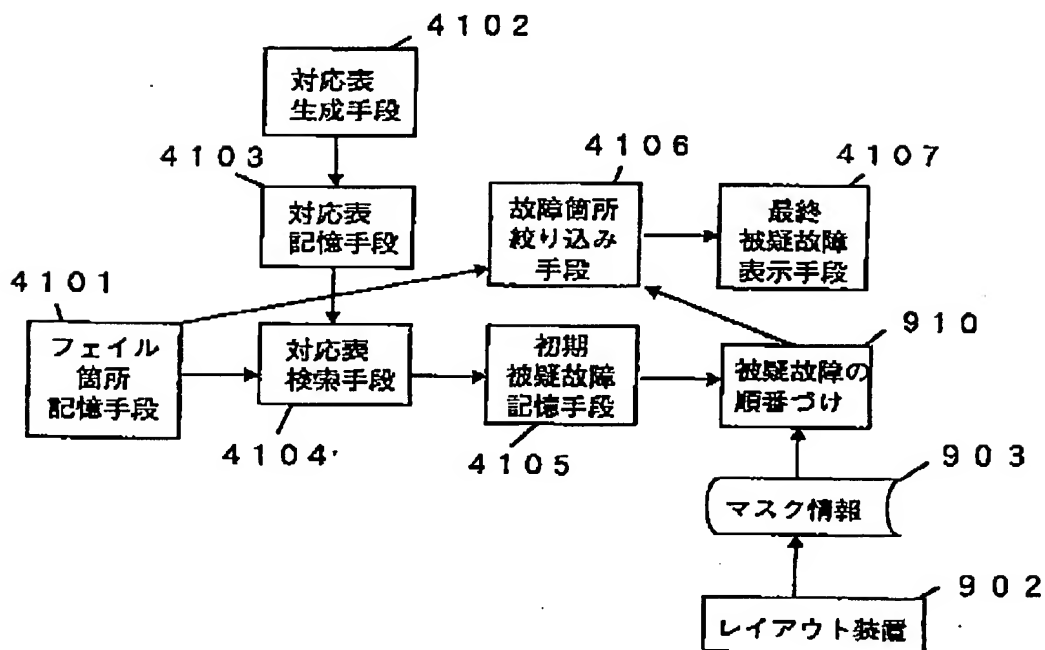 4102
対応表
生成手段
4103
対応表
記憶手段
4106
故障箇所
絞り込み
手段
4107
最終
被疑故障
表示手段
4101
フェイル
箇所
記憶手段
対応表
検索手段
4104
初期
被疑故障
記憶手段
4105
910
被疑故障の
順番づけ
903
マスク情報
902
レイアウト装置